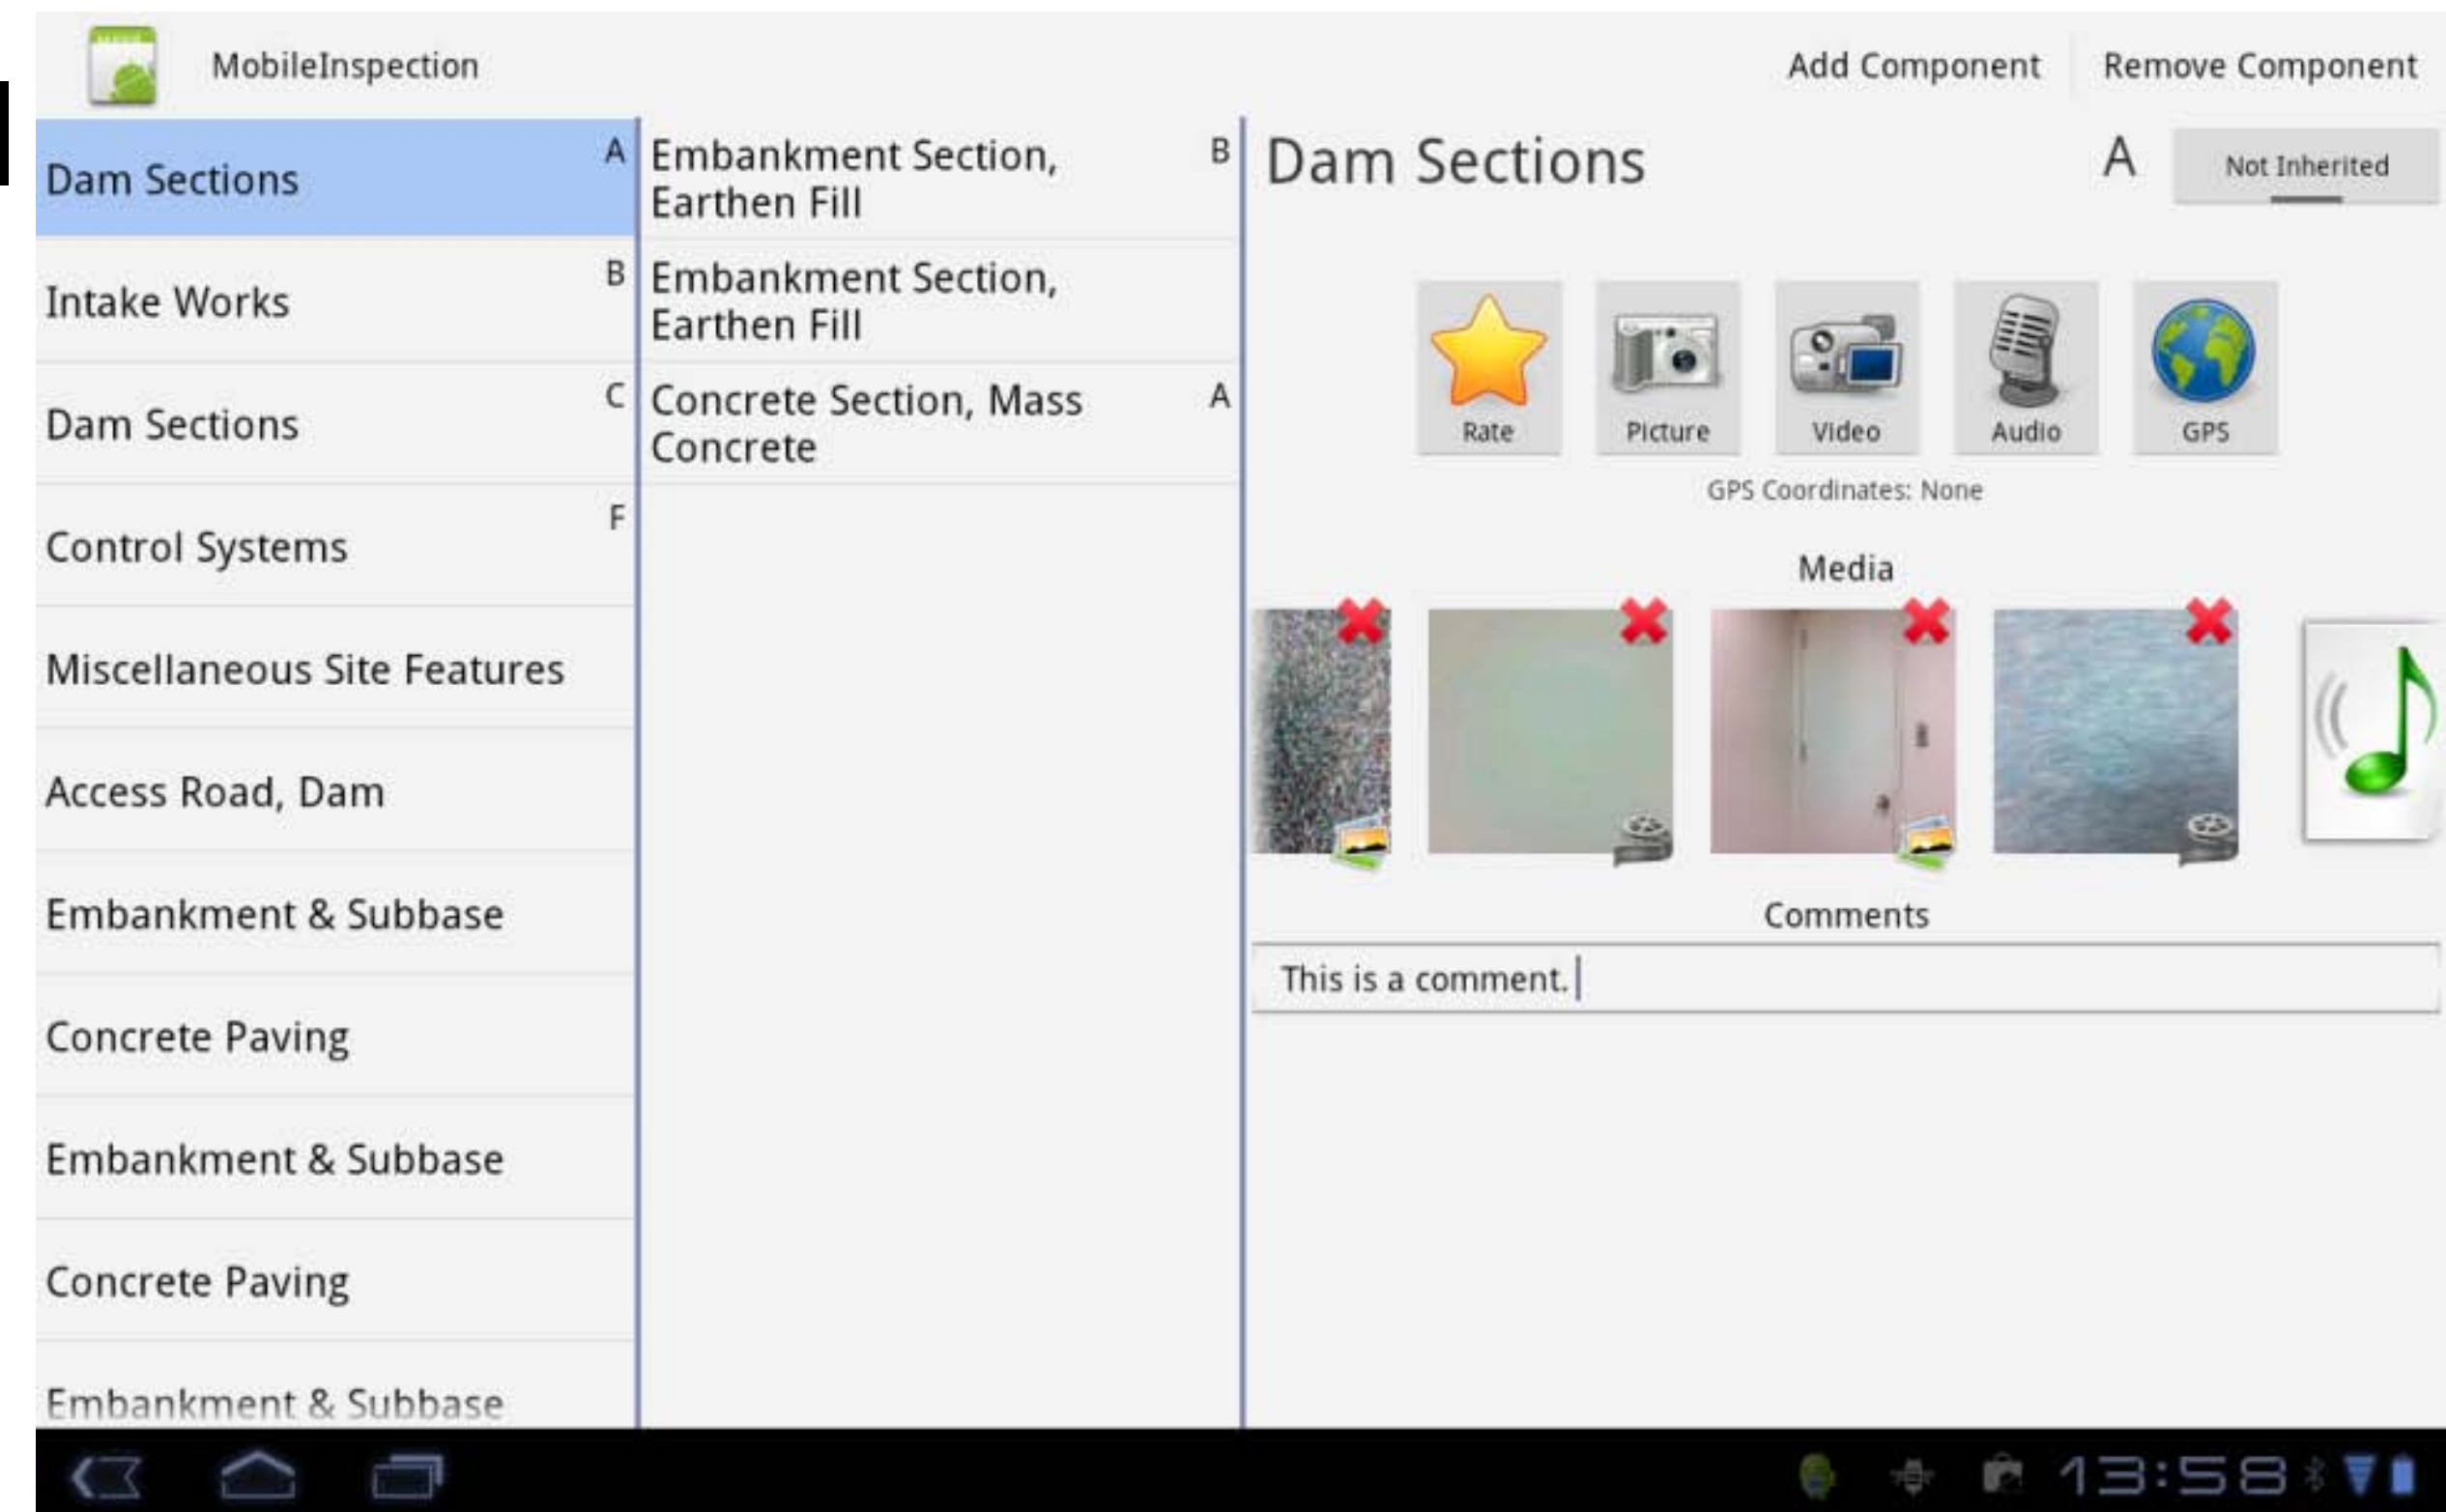 MobileInspection
Add Component
Remove Component
Dam Sections
A
Intake Works
B
Dam Sections
C
Control Systems
F
Miscellaneous Site Features
Access Road, Dam
Embankment & Subbase
Concrete Paving
Embankment & Subbase
Concrete Paving
Embankment & Subbase
Embankment Section,
Earthen Fill
B
Embankment Section,
Earthen Fill
Concrete Section, Mass
Concrete
A
Dam Sections
A
Not Inherited
Rate
Picture
Video
Audio
GPS
GPS Coordinates: None
Media
Comments
This is a comment.
13:58